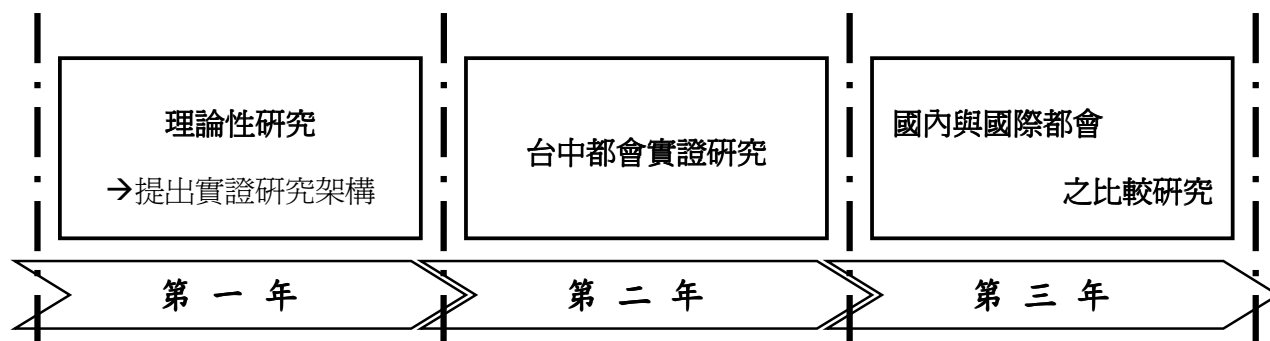 理論性研究
→提出實證研究架構
台中都會實證研究
國內與國際都會
之比較研究
第一年
第二年
第三年